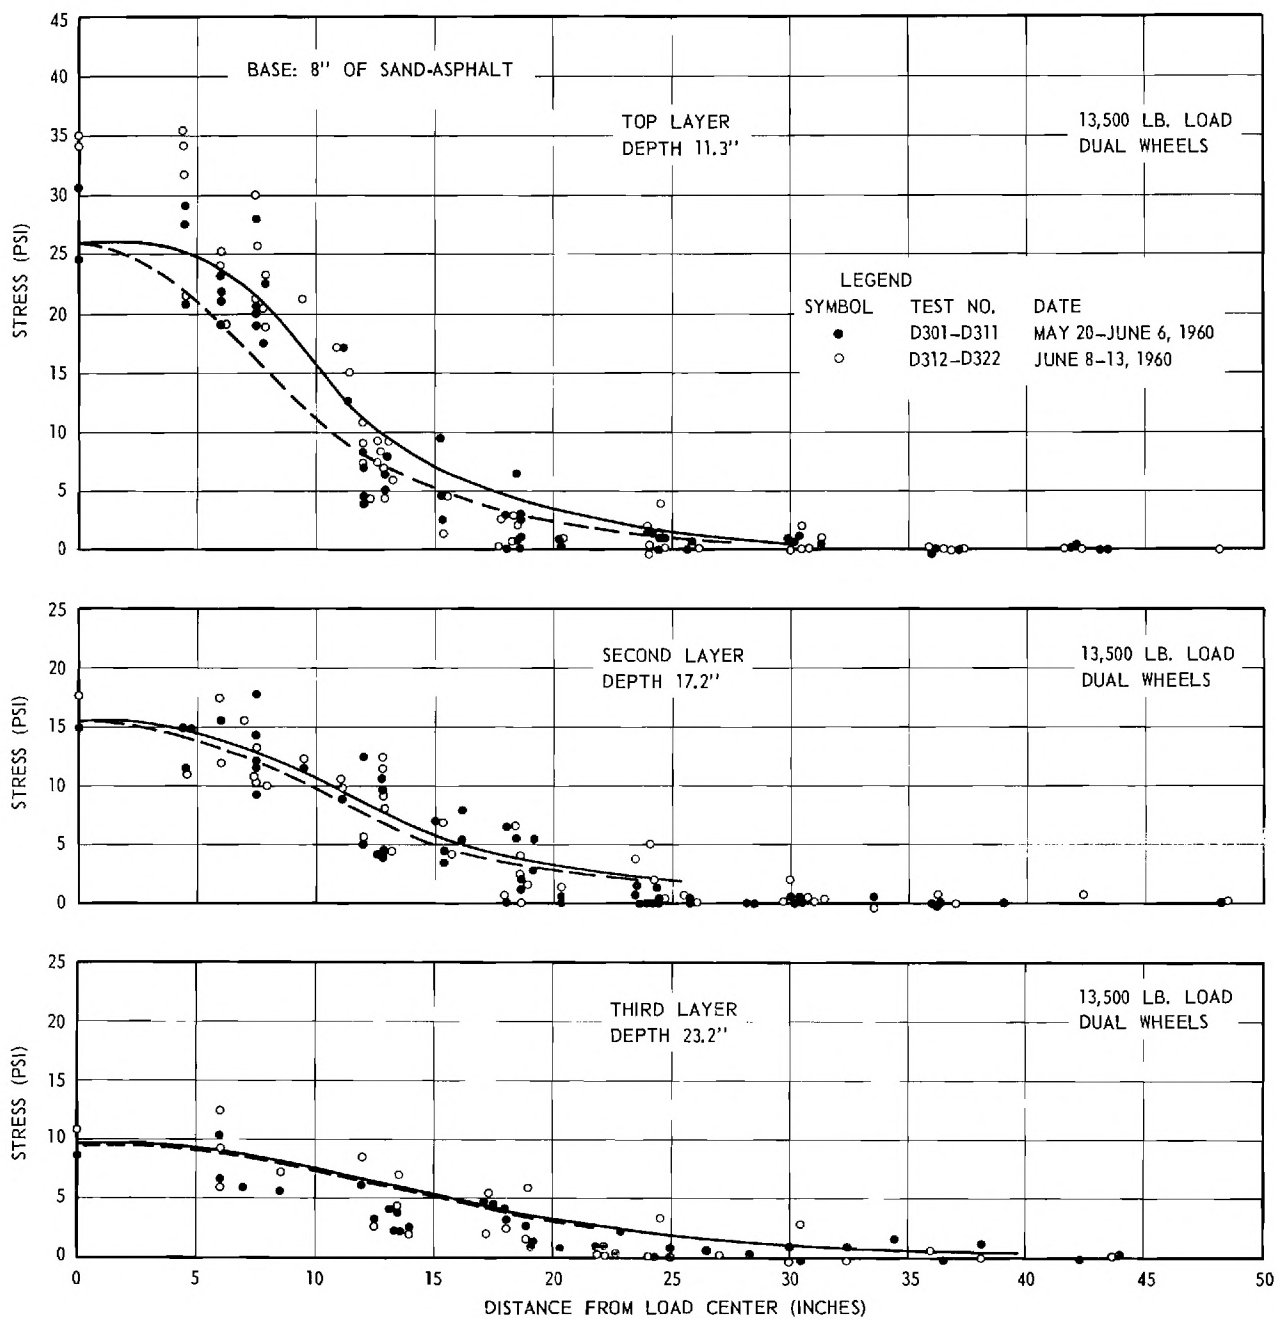 45
40
35
30
25
20
15
10
5
0
STRESS (PSI)
BASE: 8" OF SAND-ASPHALT
TOP LAYER
DEPTH 11.3"
13,500 LB. LOAD
DUAL WHEELS
LEGEND
SYMBOL TEST NO. DATE
● D301–D311 MAY 20–JUNE 6, 1960
○ D312–D322 JUNE 8–13, 1960
25
20
15
10
5
0
STRESS (PSI)
SECOND LAYER
DEPTH 17.2"
13,500 LB. LOAD
DUAL WHEELS
25
20
15
10
5
0
STRESS (PSI)
THIRD LAYER
DEPTH 23.2"
13,500 LB. LOAD
DUAL WHEELS
0 5 10 15 20 25 30 35 40 45 50
DISTANCE FROM LOAD CENTER (INCHES)